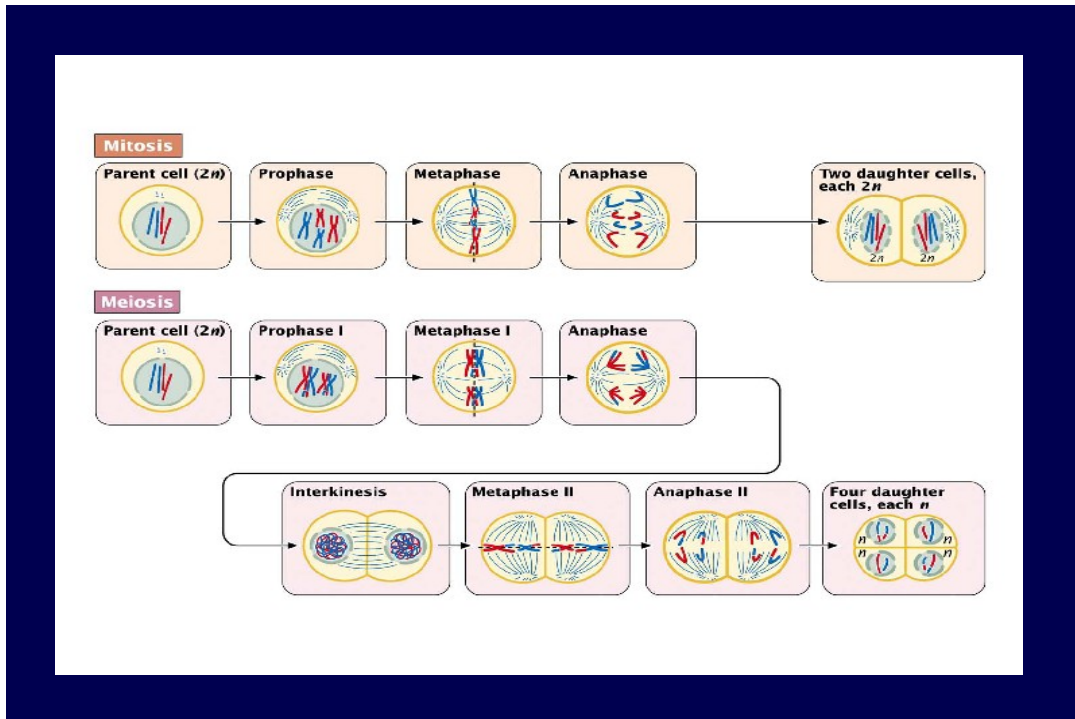 Mitosis
Parent cell (2n)
Prophase
Metaphase
Anaphase
Two daughter cells,
each 2n
2n
2n
Meiosis
Parent cell (2n)
Prophase I
Metaphase I
Anaphase
Interkinesis
Metaphase II
Anaphase II
Four daughter
cells, each n
n
n
n
n